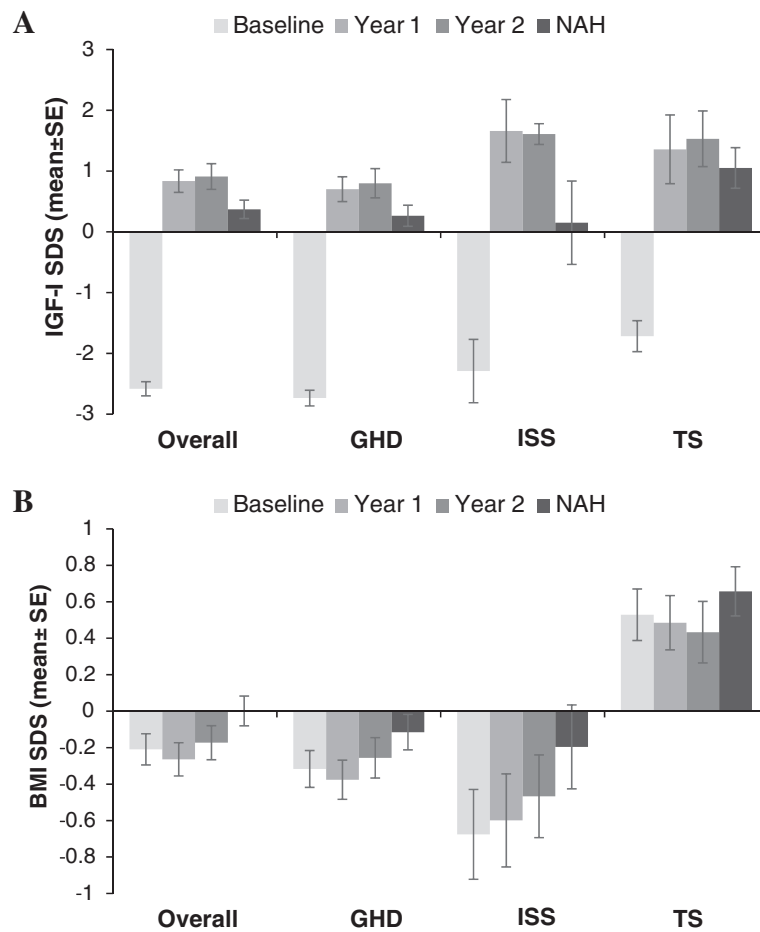 A
Baseline Year 1 Year 2 NAH
IGF-I SDS (mean±SE)
3
2
1
0
-1
-2
-3
Overall GHD ISS TS
B
Baseline Year 1 Year 2 NAH
BMI SDS (mean± SE)
1
0.8
0.6
0.4
0.2
0
-0.2
-0.4
-0.6
-0.8
-1
Overall GHD ISS TS